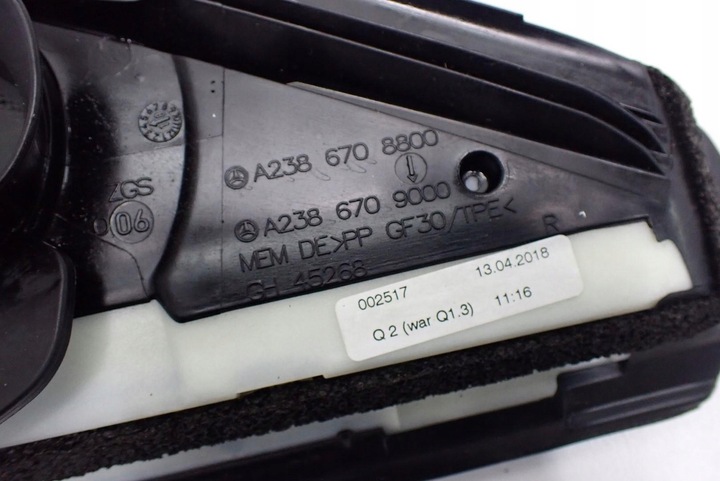 A238 670 8800
A238 670 9000
MEM DE>PP GF30/TPE<
GH 45268
R
ZGS
06
002517 13.04.2018
Q 2 (war Q1.3) 11:16